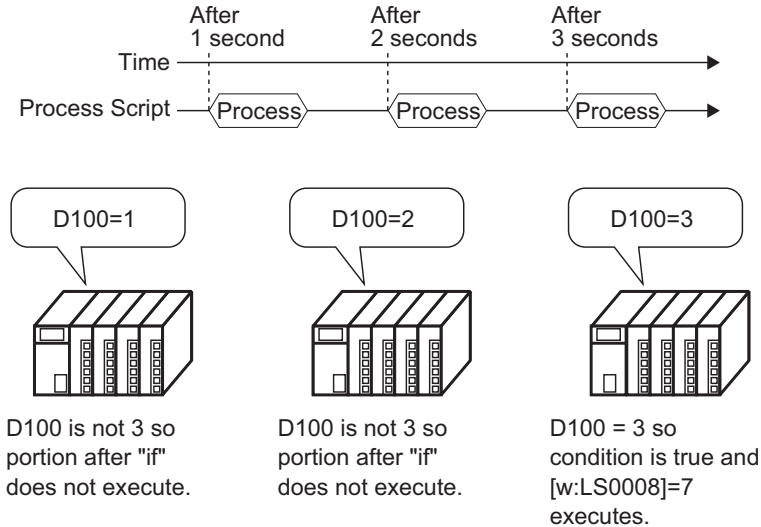 After
1 second
After
2 seconds
After
3 seconds
Time
Process Script
Process
Process
Process
D100=1
D100=2
D100=3
D100 is not 3 so
portion after "if"
does not execute.
D100 is not 3 so
portion after "if"
does not execute.
D100 = 3 so
condition is true and
[w:LS0008]=7
executes.